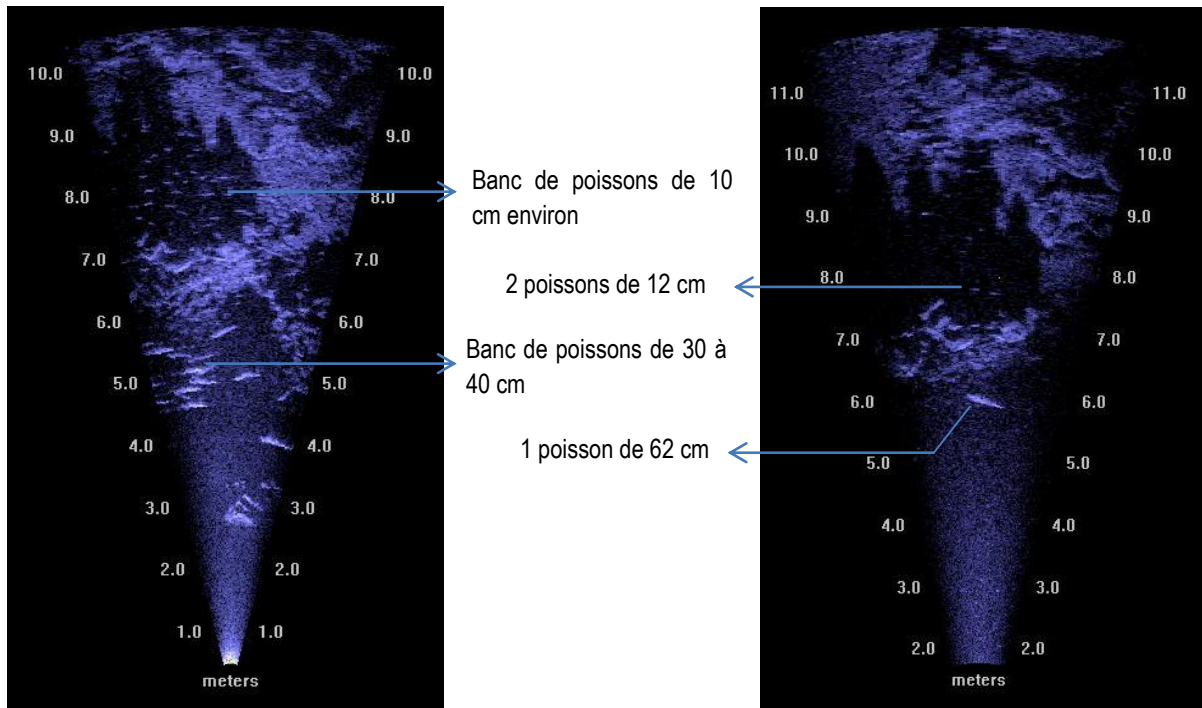 10.0 10.0
9.0 9.0
8.0 8.0
7.0 7.0
6.0 6.0
5.0 5.0
4.0 4.0
3.0 3.0
2.0 2.0
1.0 1.0
meters
Banc de poissons de 10
cm environ
2 poissons de 12 cm
Banc de poissons de 30 à
40 cm
1 poisson de 62 cm
11.0 11.0
10.0 10.0
9.0 9.0
8.0 8.0
7.0 7.0
6.0 6.0
5.0 5.0
4.0 4.0
3.0 3.0
2.0 2.0
meters